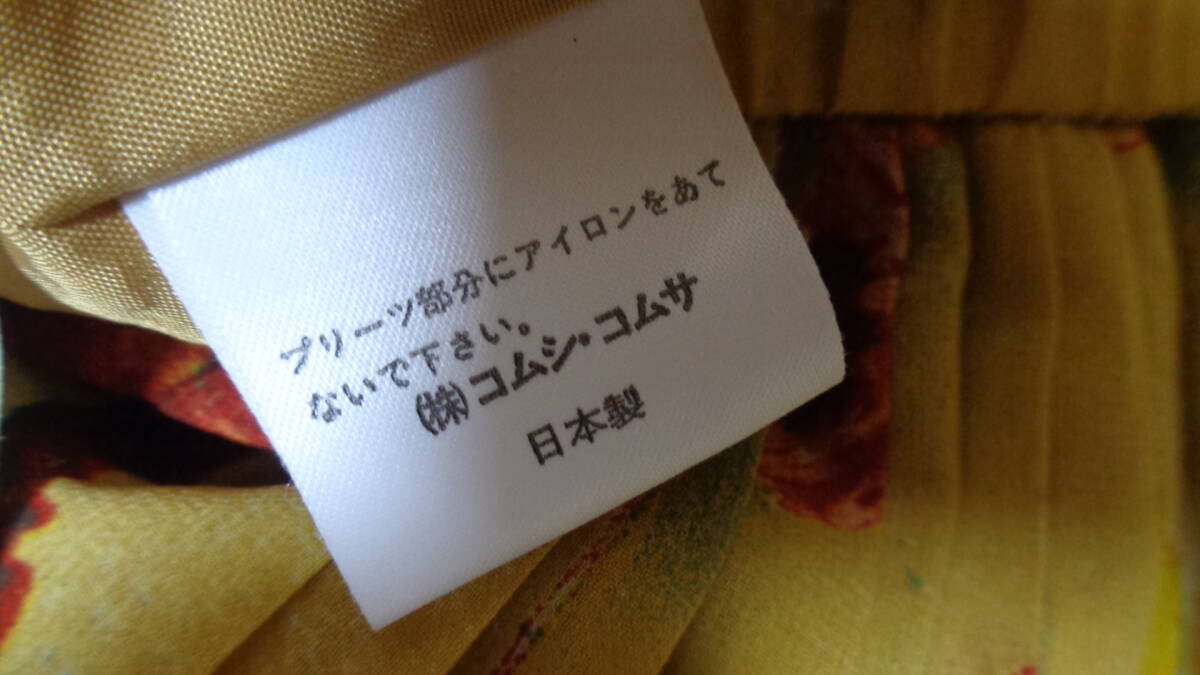 プリーツ部分にアイロンをあて
ないで下さい。
(株)コムシ・コムサ
日本製